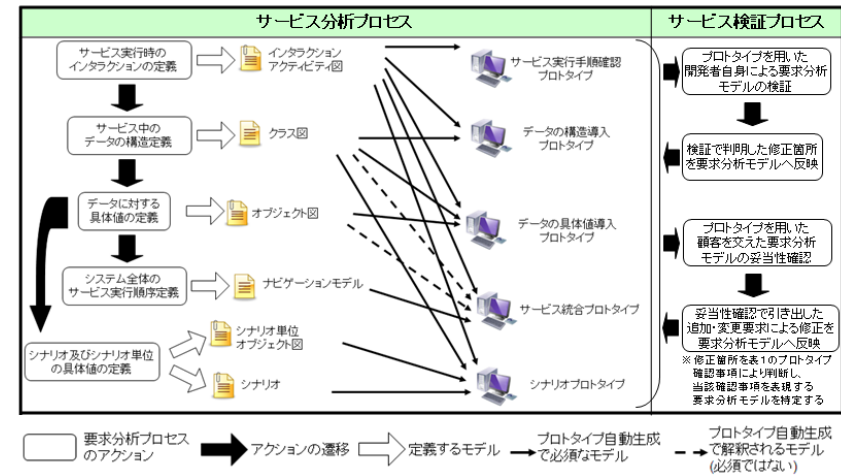 サービス分析プロセス
サービス検証プロセス
サービス実行時の
インタラクションの定義
インタラクション
アクティビティ図
サービス実行手順確認
プロトタイプ
プロトタイプを用いた
開発者自身による要求分析
モデルの検証
サービス中の
データの構造定義
クラス図
データの構造導入
プロトタイプ
検証で判明した修正箇所
を要求分析モデルへ反映
データに対する
具体値の定義
オブジェクト図
データの具体値導入
プロトタイプ
プロトタイプを用いた
顧客を交えた要求分析
モデルの妥当性確認
システム全体の
サービス実行順序定義
ナビゲーションモデル
サービス統合プロトタイプ
妥当性確認で引き出した
追加・変更要求による修正を
要求分析モデルへ反映
シナリオ及びシナリオ単位
の具体値の定義
シナリオ単位
オブジェクト図
シナリオ
シナリオプロトタイプ
※修正箇所を表1のプロトタイプ
確認事項により判断し、
当該確認事項を表現する
要求分析モデルを特定する
要求分析プロセス
のアクション
アクションの遷移
定義するモデル
プロトタイプ自動生成
で必須なモデル
プロトタイプ自動生成
で解釈されるモデル
(必須ではない)